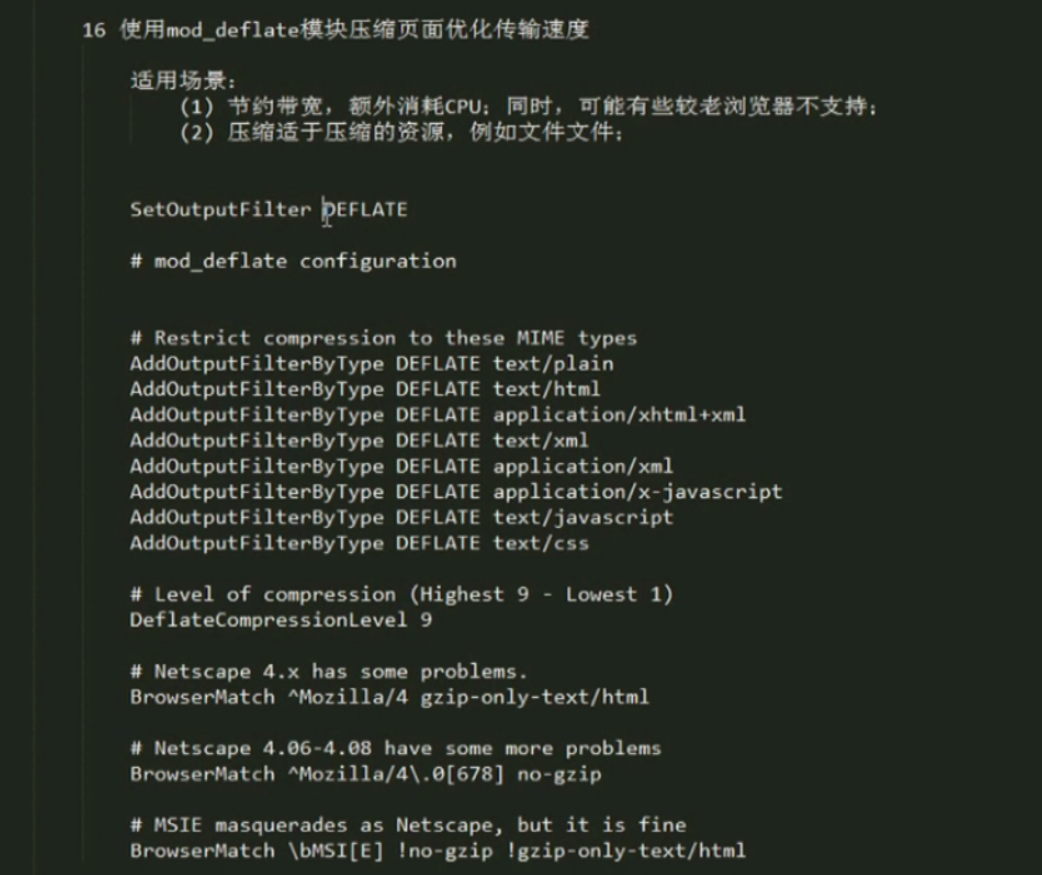 16 使用mod_deflate模块压缩页面优化传输速度
适用场景：
(1) 节约带宽，额外消耗CPU；同时，可能有些较老浏览器不支持；
(2) 压缩适于压缩的资源，例如文件文件；
SetOutputFilter DEFLATE
# mod_deflate configuration
# Restrict compression to these MIME types
AddOutputFilterByType DEFLATE text/plain
AddOutputFilterByType DEFLATE text/html
AddOutputFilterByType DEFLATE application/xhtml+xml
AddOutputFilterByType DEFLATE text/xml
AddOutputFilterByType DEFLATE application/xml
AddOutputFilterByType DEFLATE application/x-javascript
AddOutputFilterByType DEFLATE text/javascript
AddOutputFilterByType DEFLATE text/css
# Level of compression (Highest 9 - Lowest 1)
DeflateCompressionLevel 9
# Netscape 4.x has some problems.
BrowserMatch ^Mozilla/4 gzip-only-text/html
# Netscape 4.06-4.08 have some more problems
BrowserMatch ^Mozilla/4\.0[678] no-gzip
# MSIE masquerades as Netscape, but it is fine
BrowserMatch \bMSI[E] !no-gzip !gzip-only-text/html